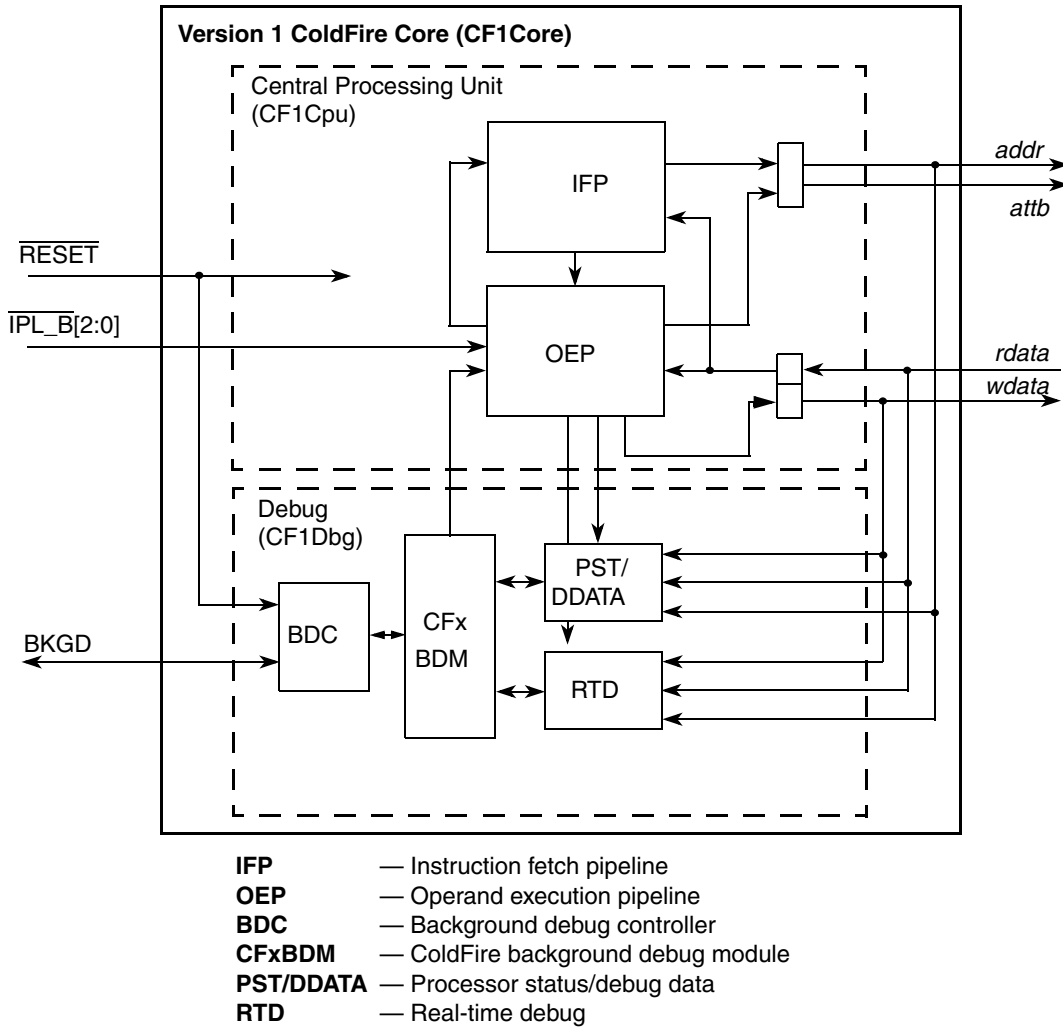 Version 1 ColdFire Core (CF1Core)
Central Processing Unit
(CF1Cpu)
IFP
addr
attb
RESET
IPL_B[2:0]
OEP
rdata
wdata
Debug
(CF1Dbg)
PST/
DDATA
BDC
CFx
BDM
BKGD
RTD
IFP — Instruction fetch pipeline
OEP — Operand execution pipeline
BDC — Background debug controller
CFxBDM — ColdFire background debug module
PST/DDATA — Processor status/debug data
RTD — Real-time debug